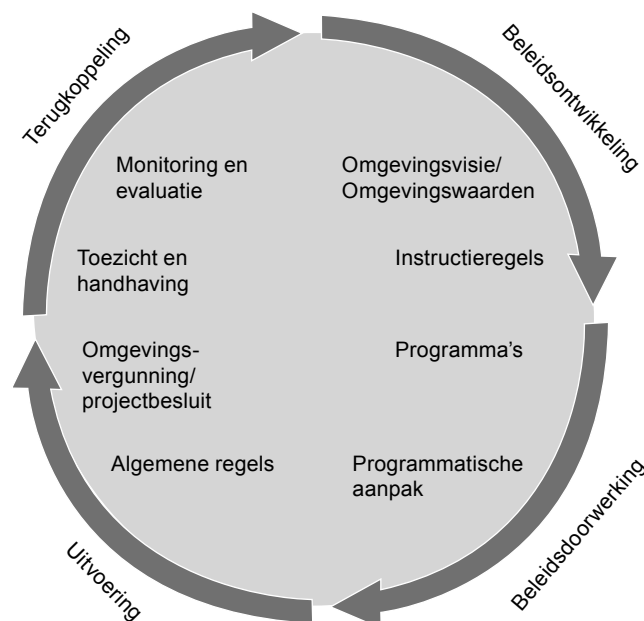 Terugkoppeling
Beleidsontwikkeling
Monitoring en
evaluatie
Omgevingsvisie/
Omgevingswaarden
Toezicht en
handhaving
Instructieregels
Omgevings-
vergunning/
projectbesluit
Programma’s
Algemene regels
Programmatische
aanpak
Uitvoering
Beleidsdoorwerking